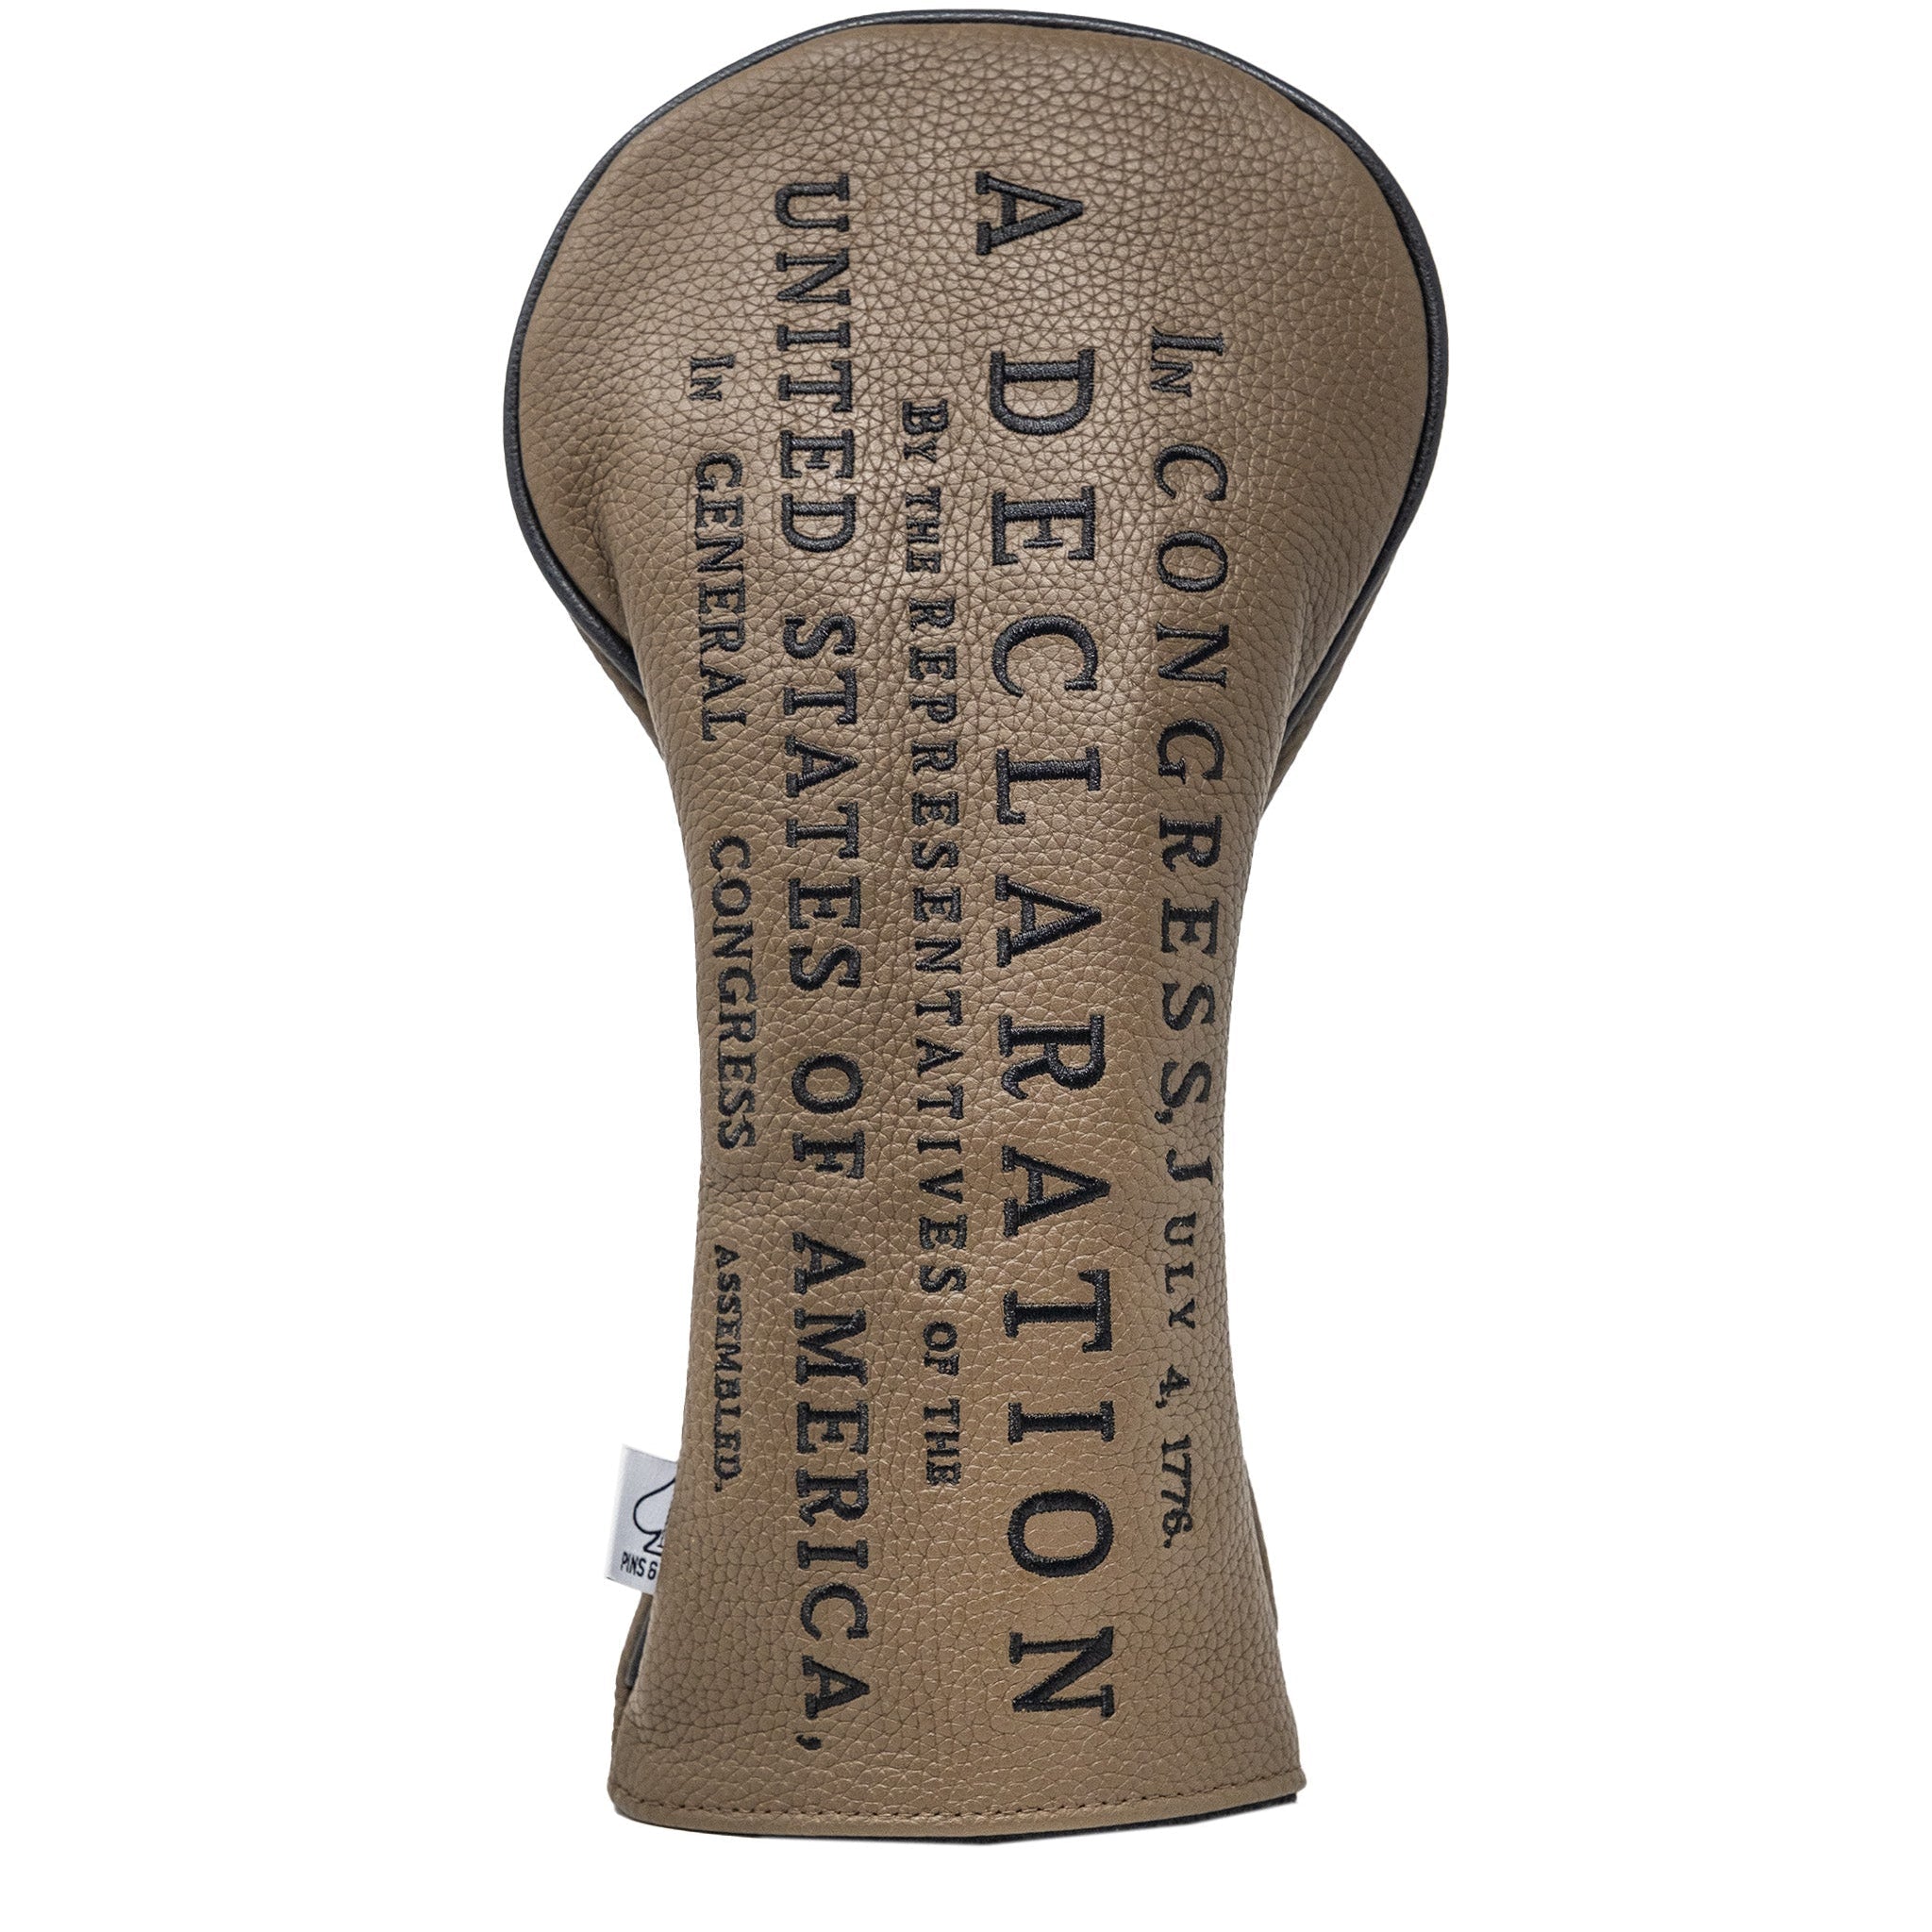 IN CONGRESS, JULY 4, 1776.
A DECLARATION
BY THE REPRESENTATIVES OF THE
UNITED STATES OF AMERICA,
IN GENERAL CONGRESS ASSEMBLED.
PINS &